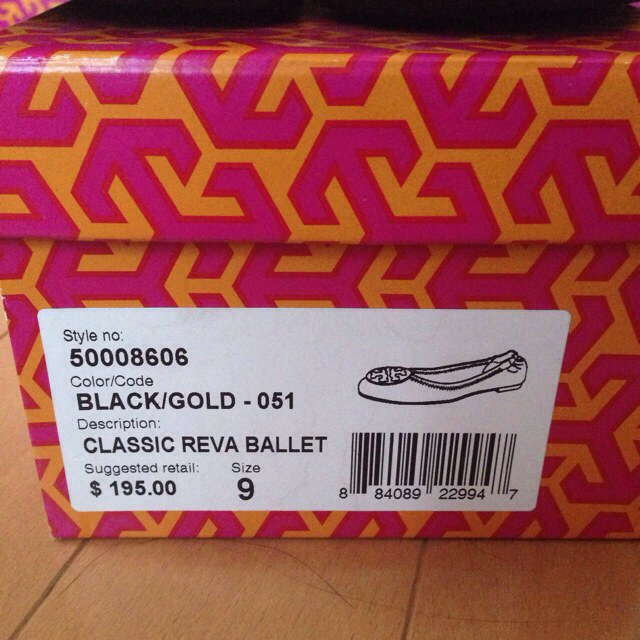 Style no:
50008606
Color/Code
BLACK/GOLD - 051
Description:
CLASSIC REVA BALLET
Suggested retail: Size
$ 195.00 9
8 84089 22994 7